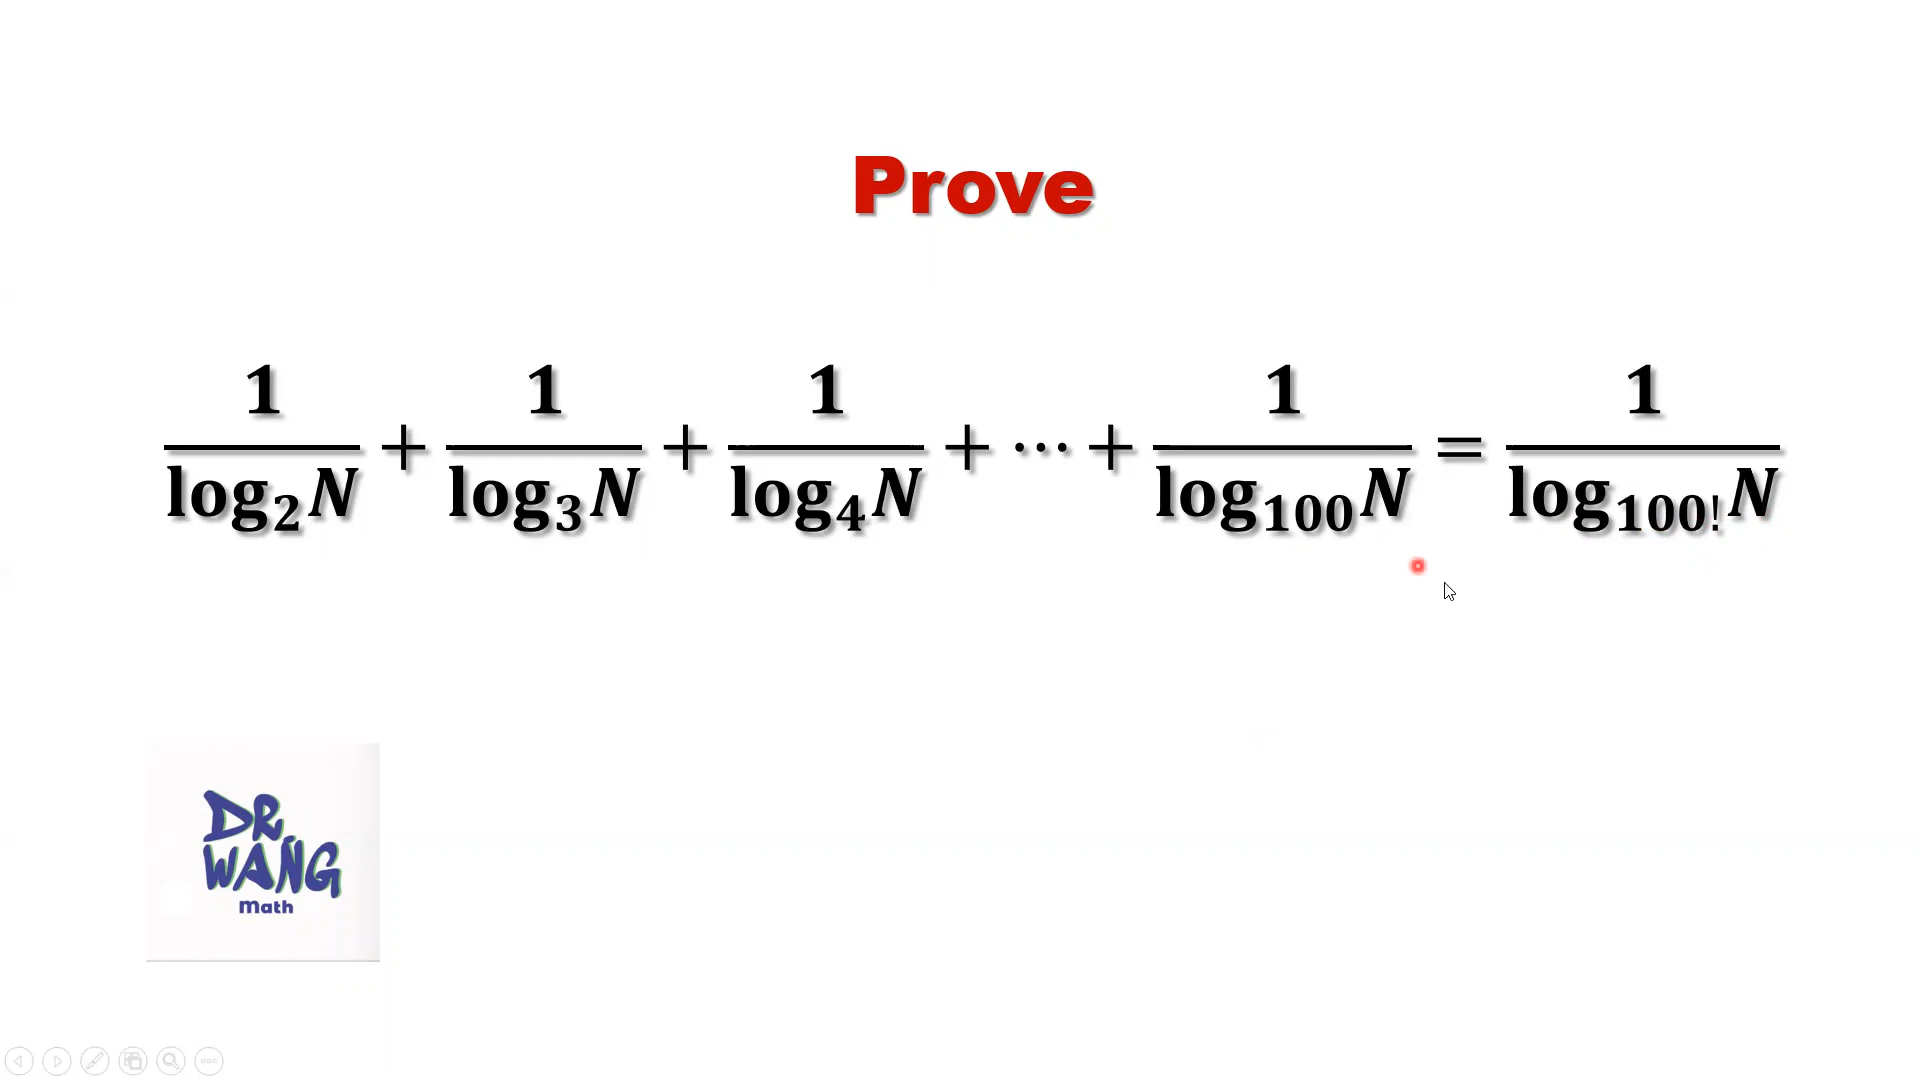 Prove
1/log₂N + 1/log₃N + 1/log₄N + ⋯ + 1/log₁₀₀N = 1/log₁₀₀!N
DR
WANG
Math